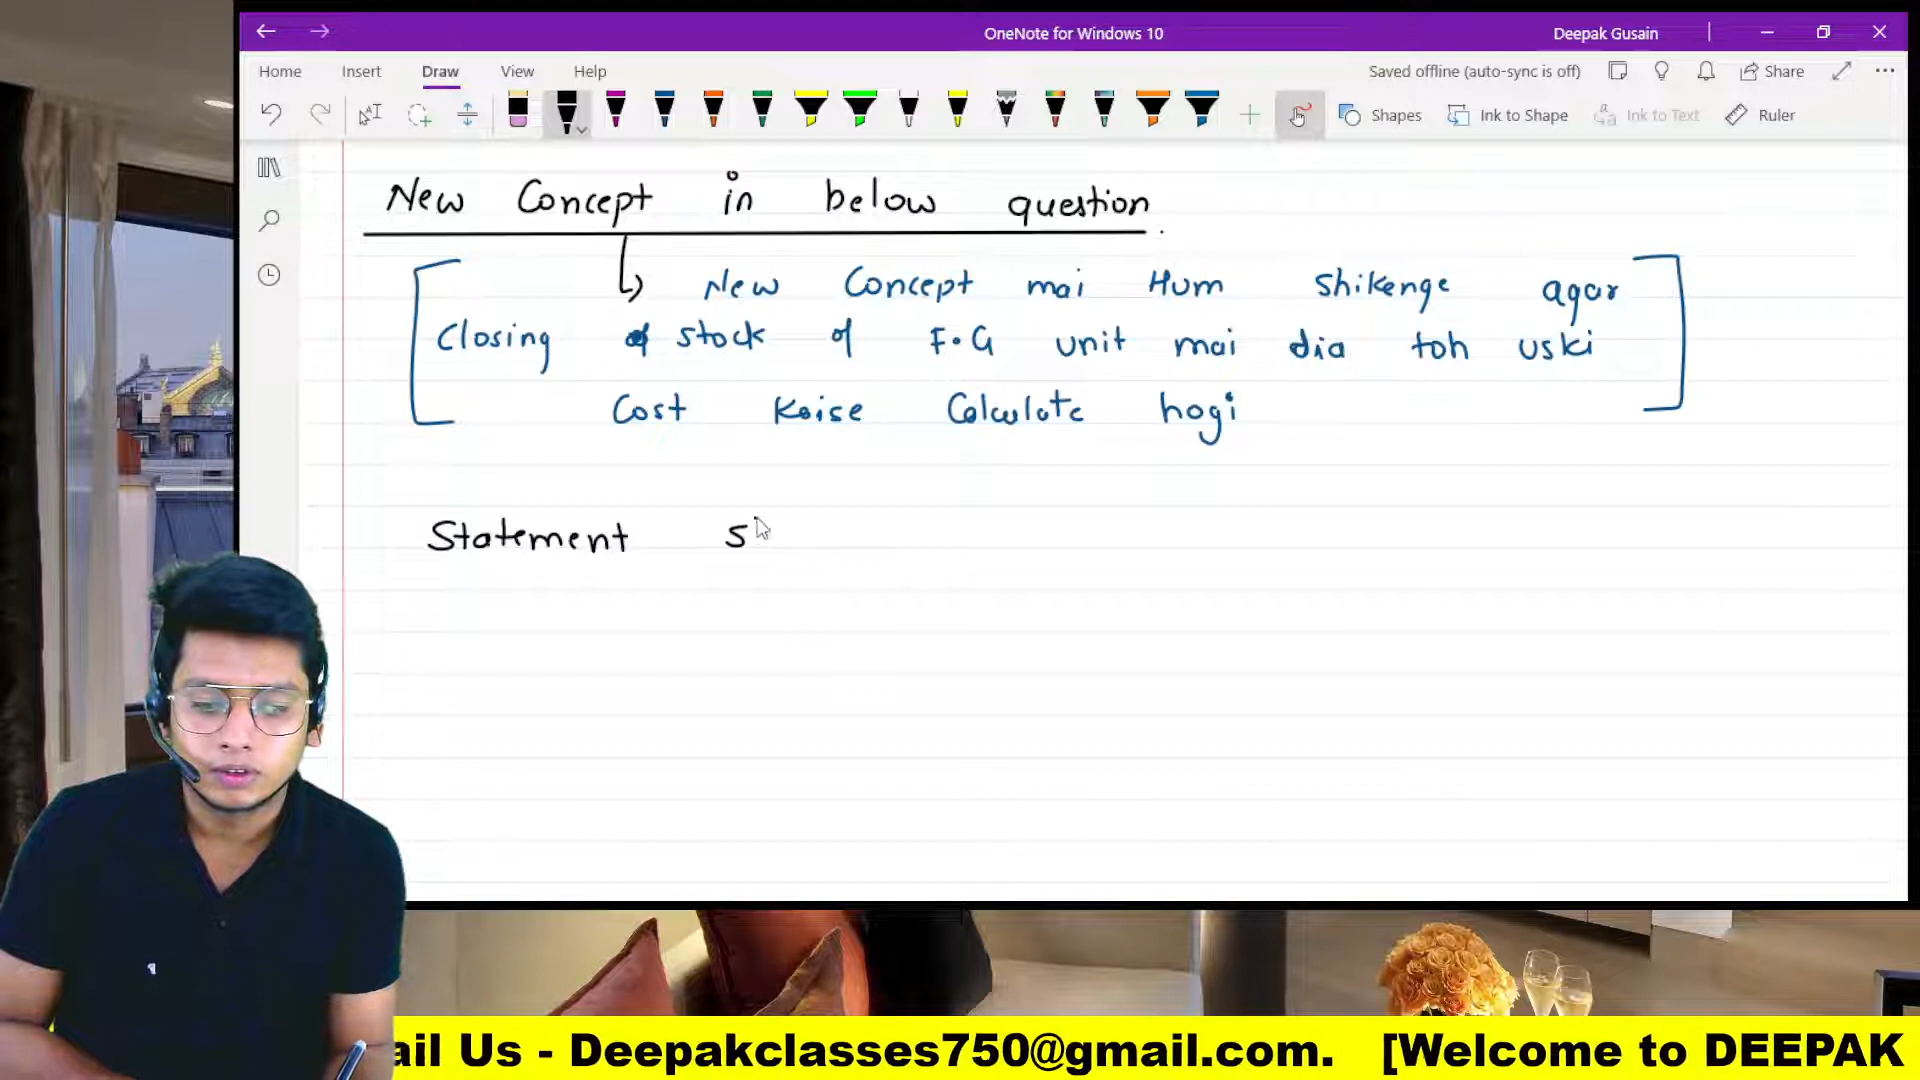 OneNote for Windows 10 Deepak Gusain
Home Insert Draw View Help Saved offline (auto-sync is off) Share
Shapes Ink to Shape Ink to Text Ruler
New Concept in below question
New Concept mai Hum Shikenge agar
Closing stock of F.G unit mai dia toh uski
Cost Kaise Calculate hogi
Statement s
ail Us - Deepakclasses750@gmail.com. [Welcome to DEEPAK